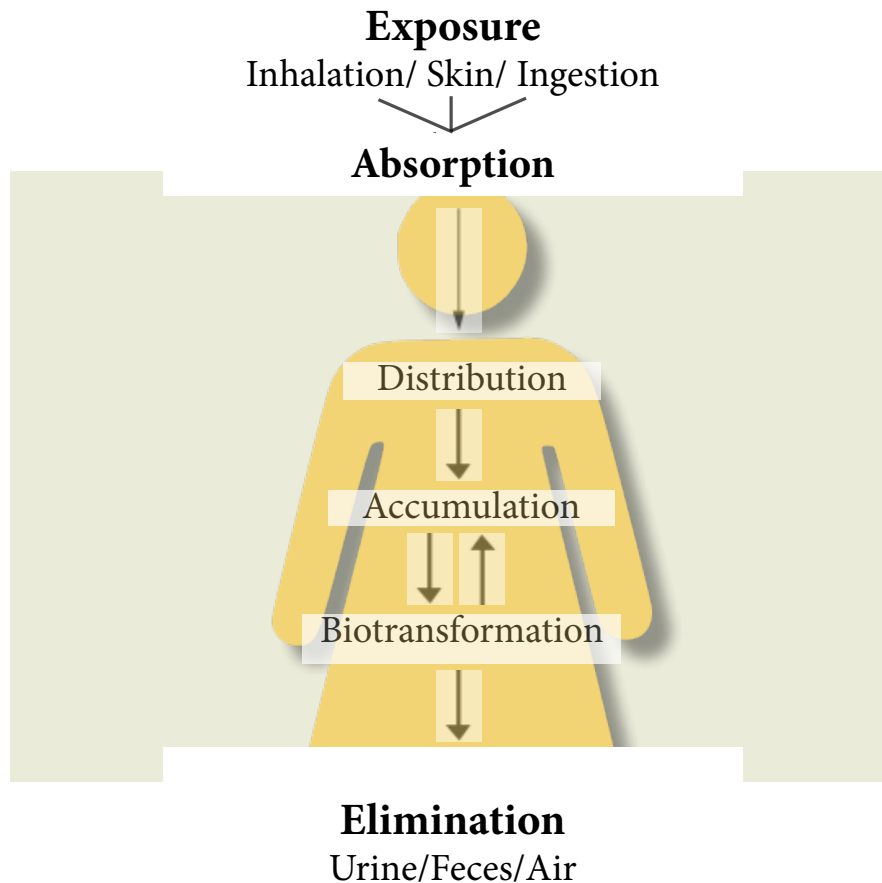 Exposure
Inhalation/ Skin/ Ingestion
Absorption
Distribution
Accumulation
Biotransformation
Elimination
Urine/Feces/Air